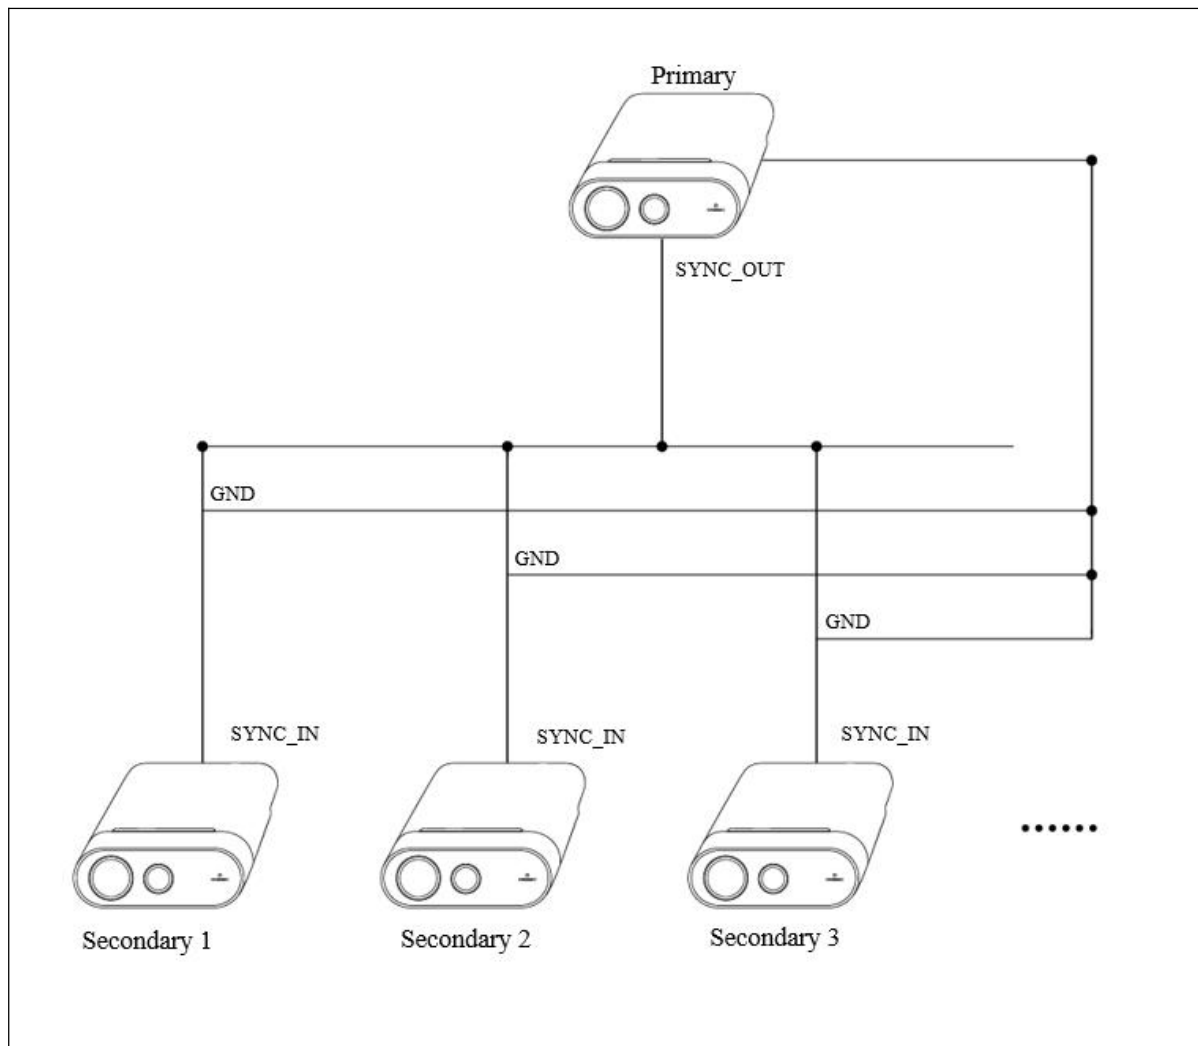 Primary
SYNC_OUT
GND
GND
GND
SYNC_IN
SYNC_IN
SYNC_IN
Secondary 1
Secondary 2
Secondary 3